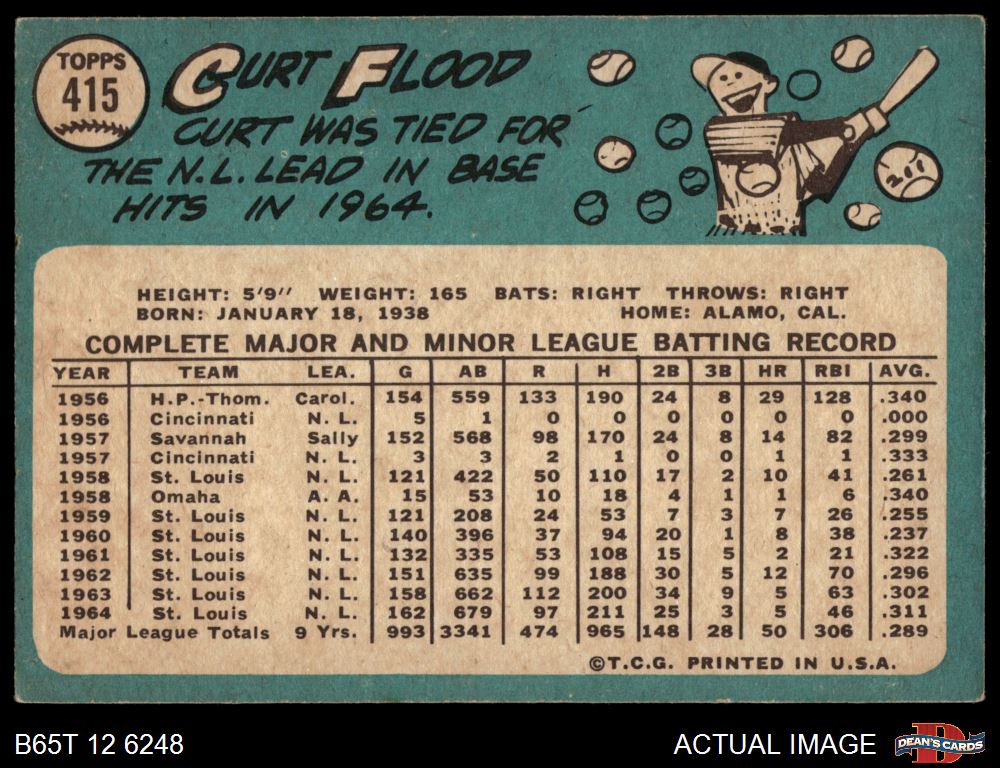 TOPPS
415
CURT FLOOD
CURT WAS TIED FOR
THE N.L. LEAD IN BASE
HITS IN 1964.
211
HEIGHT: 5'9" WEIGHT: 165 BATS: RIGHT THROWS: RIGHT
BORN: JANUARY 18, 1938 HOME: ALAMO, CAL.
COMPLETE MAJOR AND MINOR LEAGUE BATTING RECORD
YEAR TEAM LEA. G AB R H 2B 3B HR RBI AVG.
1956 H.P.-Thom. Carol. 154 559 133 190 24 8 29 128 .340
1956 Cincinnati N. L. 5 1 0 0 0 0 0 0 .000
1957 Savannah Sally 152 568 98 170 24 8 14 82 .299
1957 Cincinnati N. L. 3 3 2 1 0 0 1 1 .333
1958 St. Louis N. L. 121 422 50 110 17 2 10 41 .261
1958 Omaha A. A. 15 53 10 18 4 1 1 6 .340
1959 St. Louis N. L. 121 208 24 53 7 3 7 26 .255
1960 St. Louis N. L. 140 396 37 94 20 1 8 38 .237
1961 St. Louis N. L. 132 335 53 108 15 5 2 21 .322
1962 St. Louis N. L. 151 635 99 188 30 5 12 70 .296
1963 St. Louis N. L. 158 662 112 200 34 9 5 63 .302
1964 St. Louis N. L. 162 679 97 211 25 3 5 46 .311
Major League Totals 9 Yrs. 993 3341 474 965 148 28 50 306 .289
©T.C.G. PRINTED IN U.S.A.
B65T 12 6248
ACTUAL IMAGE
DEAN'S CARDS